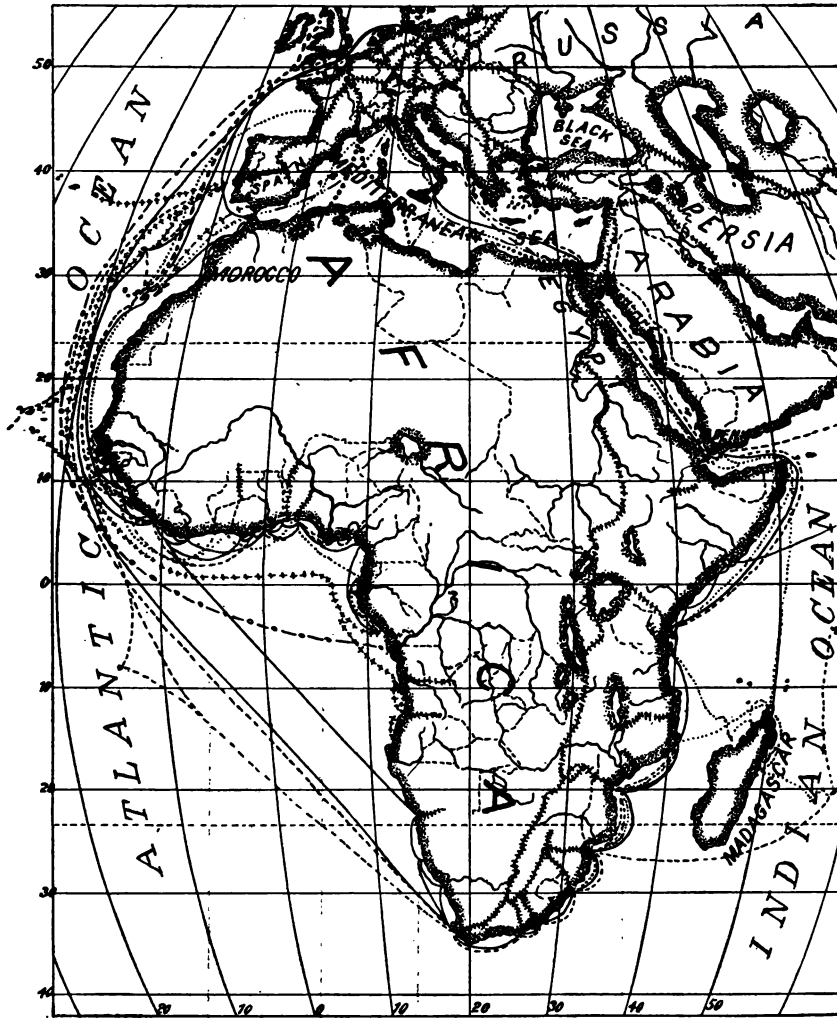 RUSSA
50
OCEAN
BLACK
SEA
40
SPAIN
MEDITERRANEAN SEA
PERSIA
30
MOROCCO
EGYPT
ARABIA
20
AFRICA
10
0
ATLANTIC
OCEAN
10
20
MADAGASCAR
INDIAN
30
40
20 10 0 10 20 30 40 50